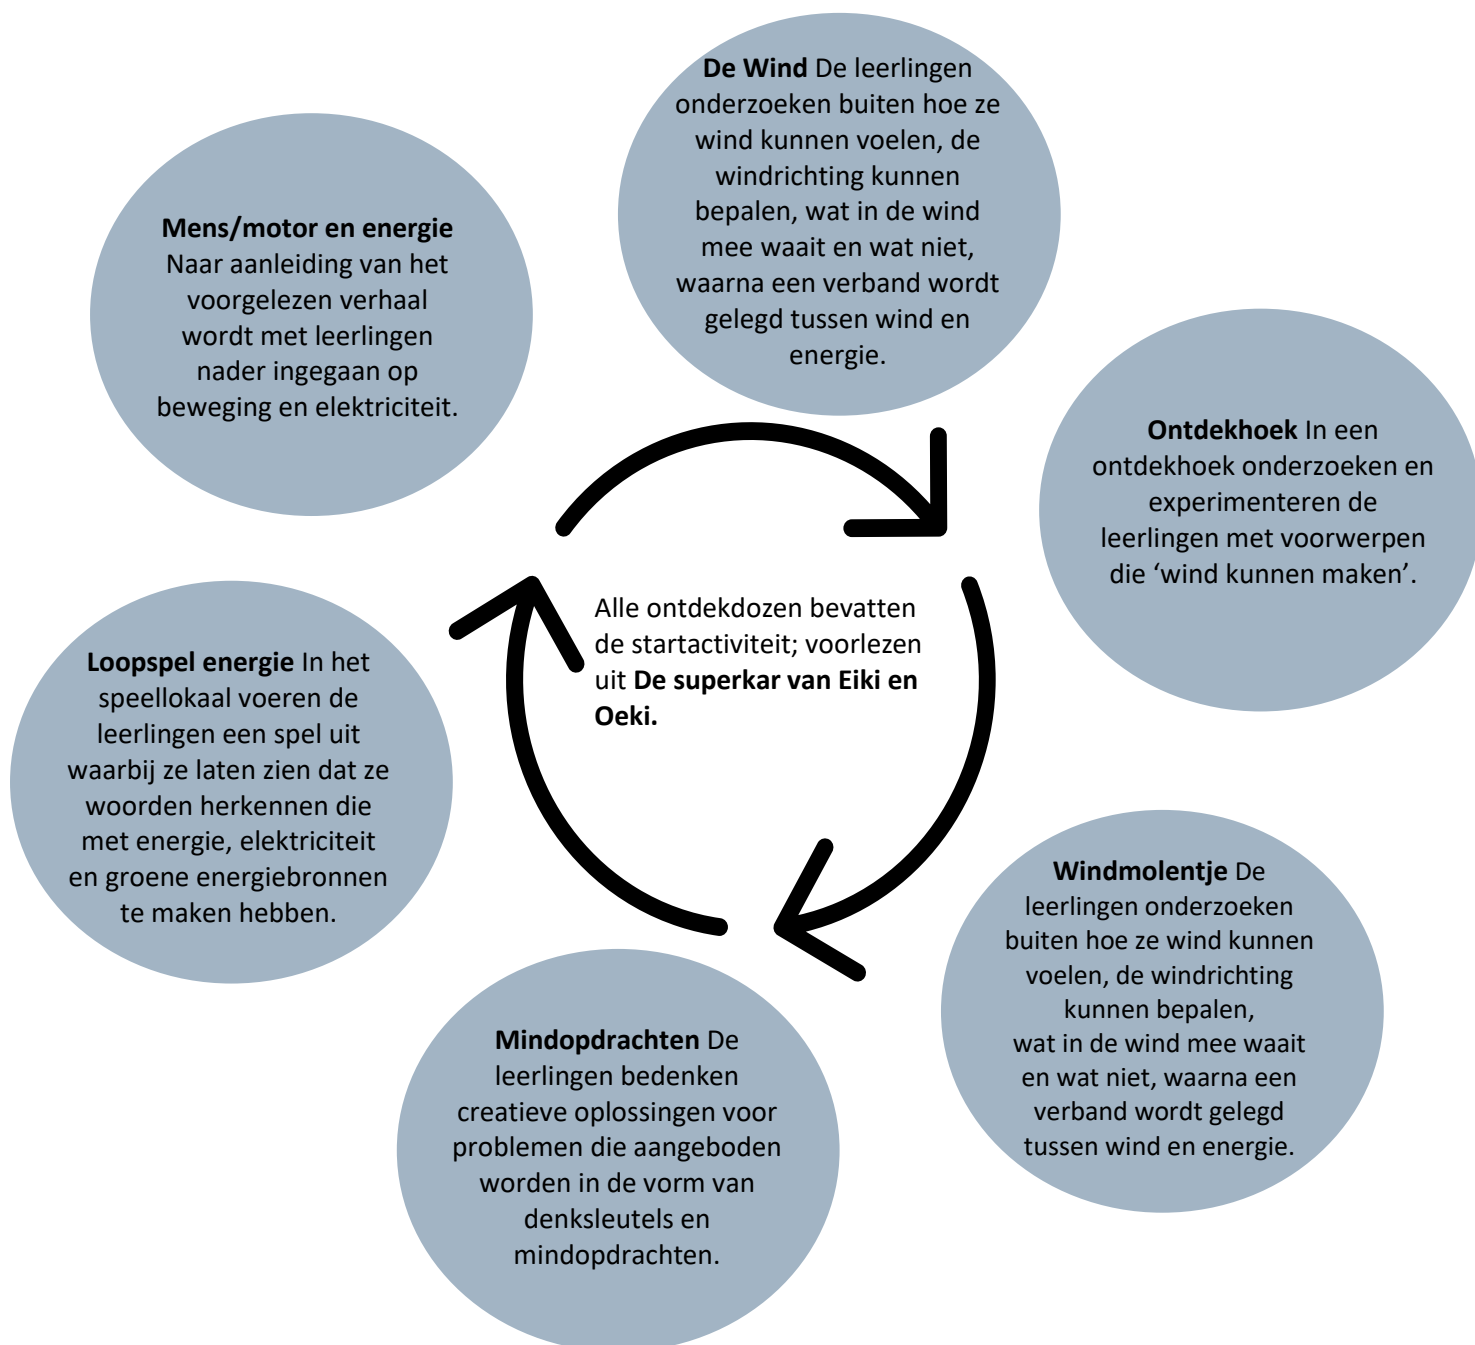 De Wind De leerlingen
onderzoeken buiten hoe ze
wind kunnen voelen, de
windrichting kunnen
bepalen, wat in de wind
mee waait en wat niet,
waarna een verband wordt
gelegd tussen wind en
energie.
Mens/motor en energie
Naar aanleiding van het
voorgelezen verhaal
wordt met leerlingen
nader ingegaan op
beweging en elektriciteit.
Ontdekhoek In een
ontdekhoek onderzoeken en
experimenteren de
leerlingen met voorwerpen
die ‘wind kunnen maken’.
Alle ontdekdozen bevatten
de startactiviteit; voorlezen
uit De superkar van Eiki en
Oeki.
Loopspel energie In het
speellokaal voeren de
leerlingen een spel uit
waarbij ze laten zien dat ze
woorden herkennen die
met energie, elektriciteit
en groene energiebronnen
te maken hebben.
Windmolentje De
leerlingen onderzoeken
buiten hoe ze wind kunnen
voelen, de windrichting
kunnen bepalen,
wat in de wind mee waait
en wat niet, waarna een
verband wordt gelegd
tussen wind en energie.
Mindopdrachten De
leerlingen bedenken
creatieve oplossingen voor
problemen die aangeboden
worden in de vorm van
denksleutels en
mindopdrachten.